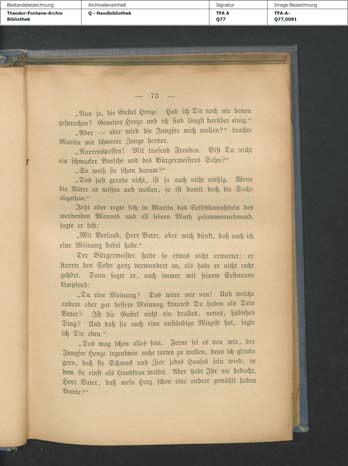 Bestandsbezeichnung Archivalieneinheit Signatur Image-Bezeichnung
Theodor-Fontane-Archiv Q - Handbibliothek TFA A TFA-A-
Bibliothek Q77 Q77,0081
— 73 —
„Nun ja, die Gustel Henze. Hab ich Dir noch nie davon
gesprochen? Gevatter Henze und ich sind längst darüber einig.“
„Aber — aber wird die Jungfer mich wollen?“ brachte
Martin mit schwerer Zunge hervor.
„Narrenspossen! Mit tausend Freuden. Bist Du nicht
ein schmucker Bursche und des Bürgermeisters Sohn?“
„So weiß sie schon darum?“
„Das just gerade nicht, ist ja auch nicht nöthig. Wenn
die Väter es wissen und wollen, so ist damit doch die Sache
abgethan.“
Jetzt aber regte sich in Martin das Selbstbewußtsein des
werdenden Mannes und all seinen Muth zusammennehmend,
sagte er fest:
„Mit Verlaub, Herr Vater, aber mich dünkt, daß auch ich
eine Meinung dabei habe.“
Der Bürgermeister hatte so etwas nicht erwartet: er
starrte den Sohn ganz verwundert an, als habe er nicht recht
gehört. Dann sagte er, auch immer mit seinem Erstaunen
kämpfend:
„Du eine Meinung? Das wäre mir neu! Und welche
andere oder gar bessere Meinung könntest Du haben als Dein
Vater? Ist die Gustel nicht ein dralles, nettes, hübsches
Ding? Und daß sie auch eine anständige Mitgift hat, sagte
ich Dir eben.“
„Das mag schon alles sein. Ferne sei es von mir, der
Jungfer Henze irgendwie nahe treten zu wollen, denn ich glaube
gern, daß sie Schmuck und Zier jedes Hauses sein wird, in
dem sie einst als Hausfrau waltet. Aber habt Ihr nie bedacht,
Herr Vater, daß mein Herz schon eine andere gewählt haben
könnte?“